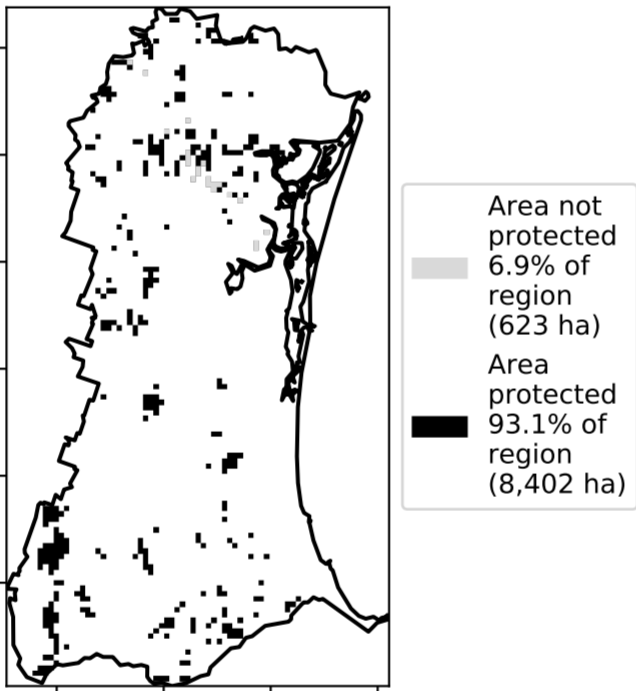 Area not
protected
6.9% of
region
(623 ha)
Area
protected
93.1% of
region
(8,402 ha)